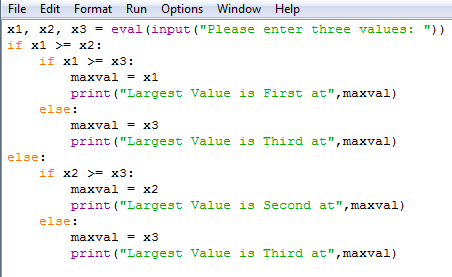 File Edit Format Run Options Window Help
x1, x2, x3 = eval(input("Please enter three values: "))
if x1 >= x2:
    if x1 >= x3:
        maxval = x1
        print("Largest Value is First at",maxval)
    else:
        maxval = x3
        print("Largest Value is Third at",maxval)
else:
    if x2 >= x3:
        maxval = x2
        print("Largest Value is Second at",maxval)
    else:
        maxval = x3
        print("Largest Value is Third at",maxval)